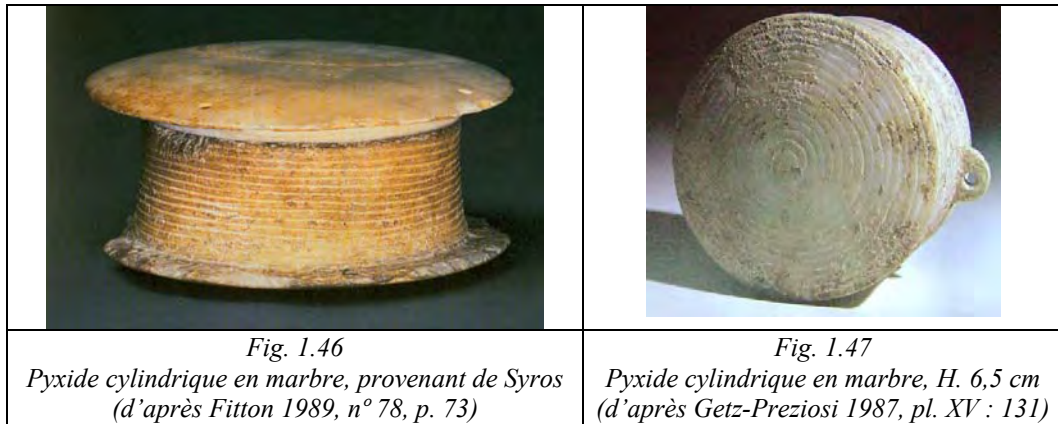 Fig. 1.46
Pyxide cylindrique en marbre, provenant de Syros
(d’après Fitton 1989, nº 78, p. 73)
Fig. 1.47
Pyxide cylindrique en marbre, H. 6,5 cm
(d’après Getz-Preziosi 1987, pl. XV : 131)